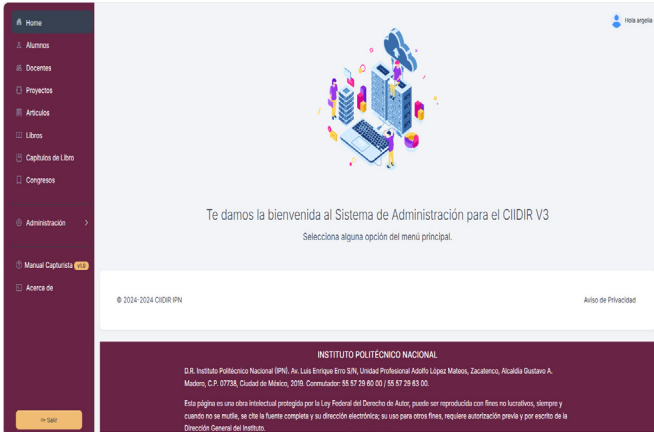 Home
Hola argelia
Alumnos
Docentes
Proyectos
Artículos
Libros
Capítulos de Libro
Congresos
Administración
Manual Capturista v1.0
Acerca de
Salir
Te damos la bienvenida al Sistema de Administración para el CIIDIR V3
Selecciona alguna opción del menú principal.
© 2024-2024 CIIDIR IPN
Aviso de Privacidad
INSTITUTO POLITÉCNICO NACIONAL
D.R. Instituto Politécnico Nacional (IPN). Av. Luis Enrique Erro S/N, Unidad Profesional Adolfo López Mateos, Zacatenco, Alcaldía Gustavo A.
Madero, C.P. 07738, Ciudad de México, 2019. Conmutador: 55 57 29 60 00 / 55 57 29 63 00.
Esta página es una obra intelectual protegida por la Ley Federal del Derecho de Autor, puede ser reproducida con fines no lucrativos, siempre y
cuando no se mutile, se cite la fuente completa y su dirección electrónica; su uso para otros fines, requiere autorización previa y por escrito de la
Dirección General del Instituto.